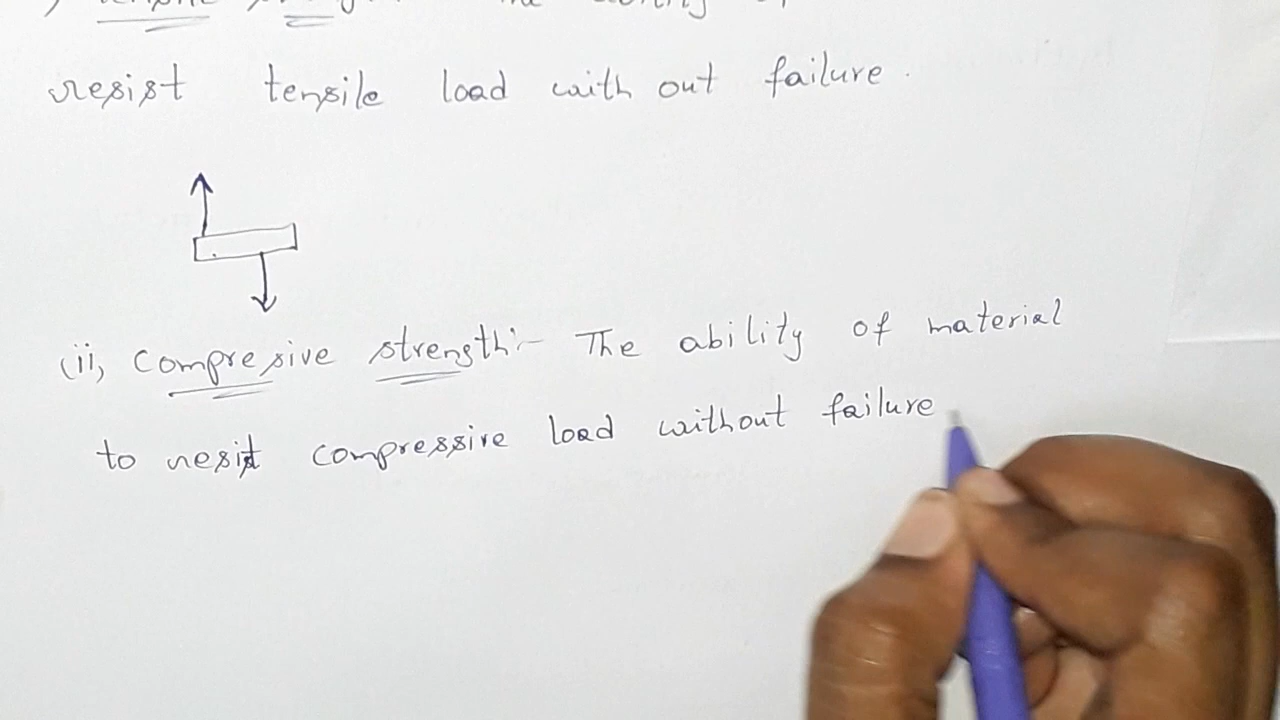 resist tensile load with out failure.
(ii) compresive strength:- The ability of material
to resist compressive load without failure